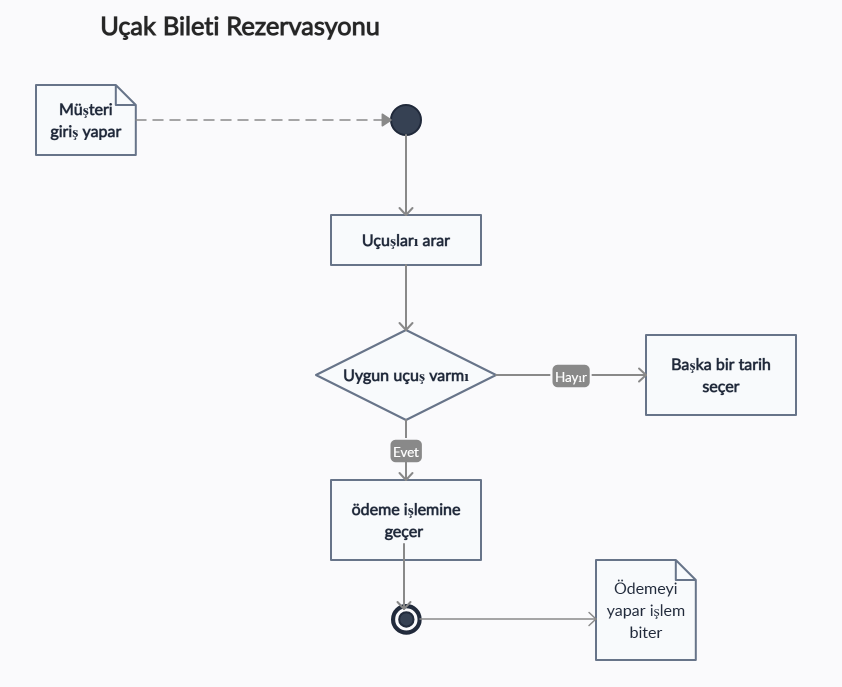 Uçak Bileti Rezervasyonu
Müşteri
giriş yapar
Uçuşları arar
Uygun uçuş varmı
Hayır
Başka bir tarih
seçer
Evet
ödeme işlemine
geçer
Ödemeyi
yapar işlem
biter